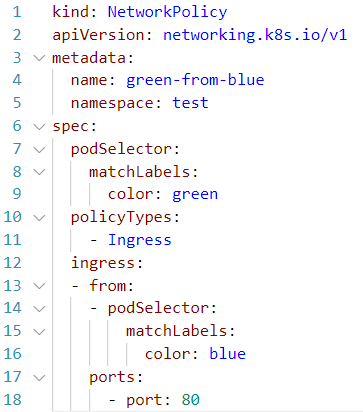 1 kind: NetworkPolicy
2 apiVersion: networking.k8s.io/v1
3 metadata:
4   name: green-from-blue
5   namespace: test
6 spec:
7   podSelector:
8     matchLabels:
9       color: green
10   policyTypes:
11     - Ingress
12   ingress:
13   - from:
14     - podSelector:
15         matchLabels:
16           color: blue
17     ports:
18       - port: 80